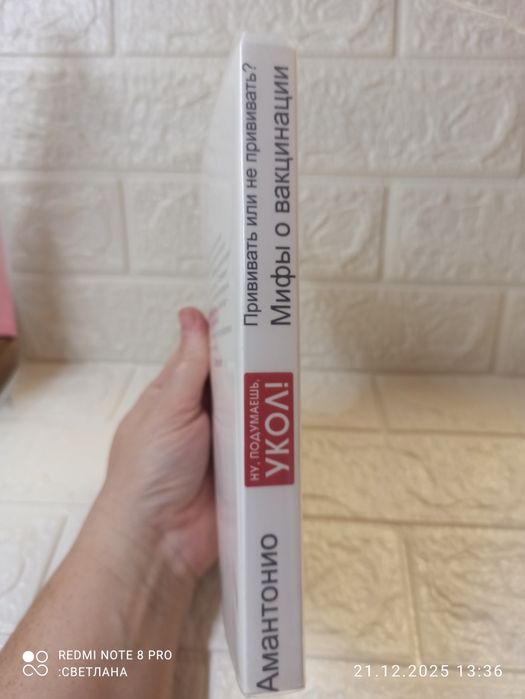 Амантонио
НУ, ПОДУМАЕШЬ,
УКОЛ!
Прививать или не прививать?
Мифы о вакцинации
REDMI NOTE 8 PRO
:СВЕТЛАНА
21.12.2025 13:36